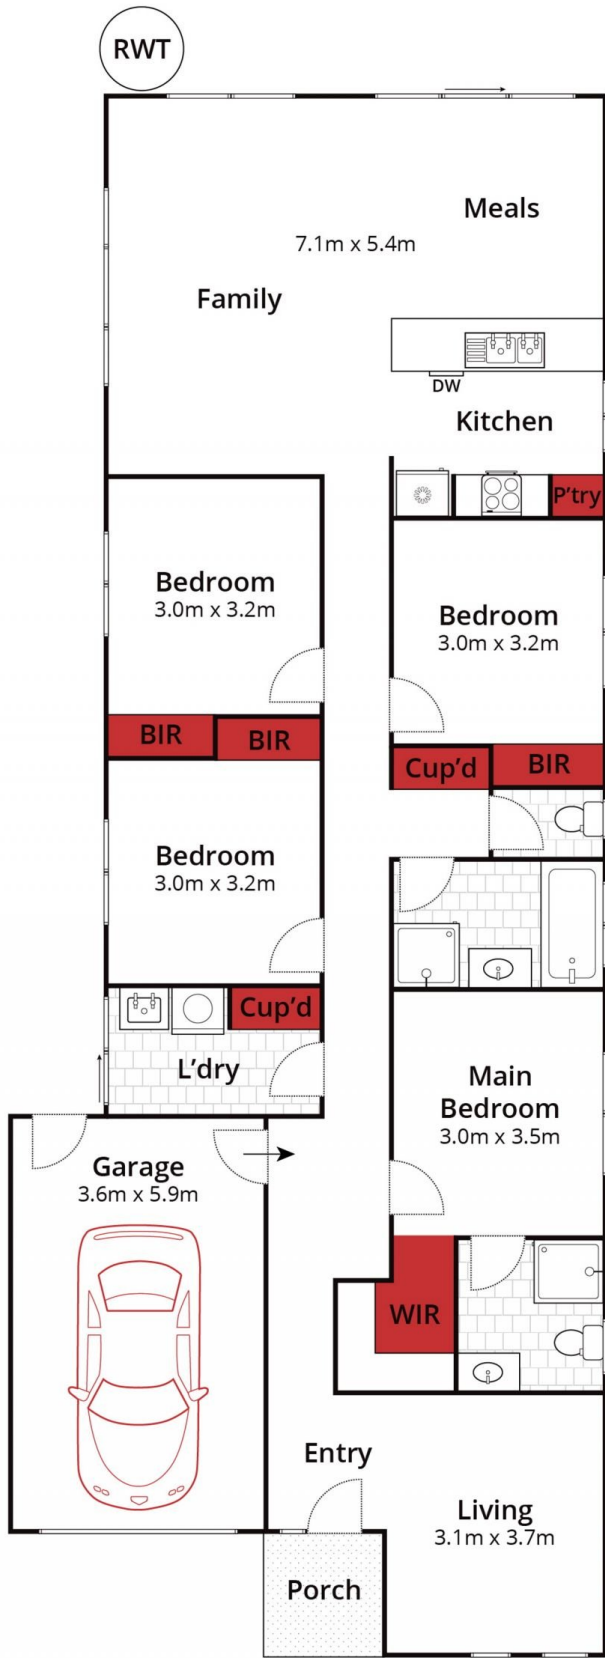 RWT
Meals
7.1m x 5.4m
Family
DW
Kitchen
P'try
Bedroom
3.0m x 3.2m
Bedroom
3.0m x 3.2m
BIR
BIR
Cup'd
BIR
Bedroom
3.0m x 3.2m
Cup'd
L'dry
Main
Bedroom
3.0m x 3.5m
Garage
3.6m x 5.9m
WIR
Entry
Living
3.1m x 3.7m
Porch